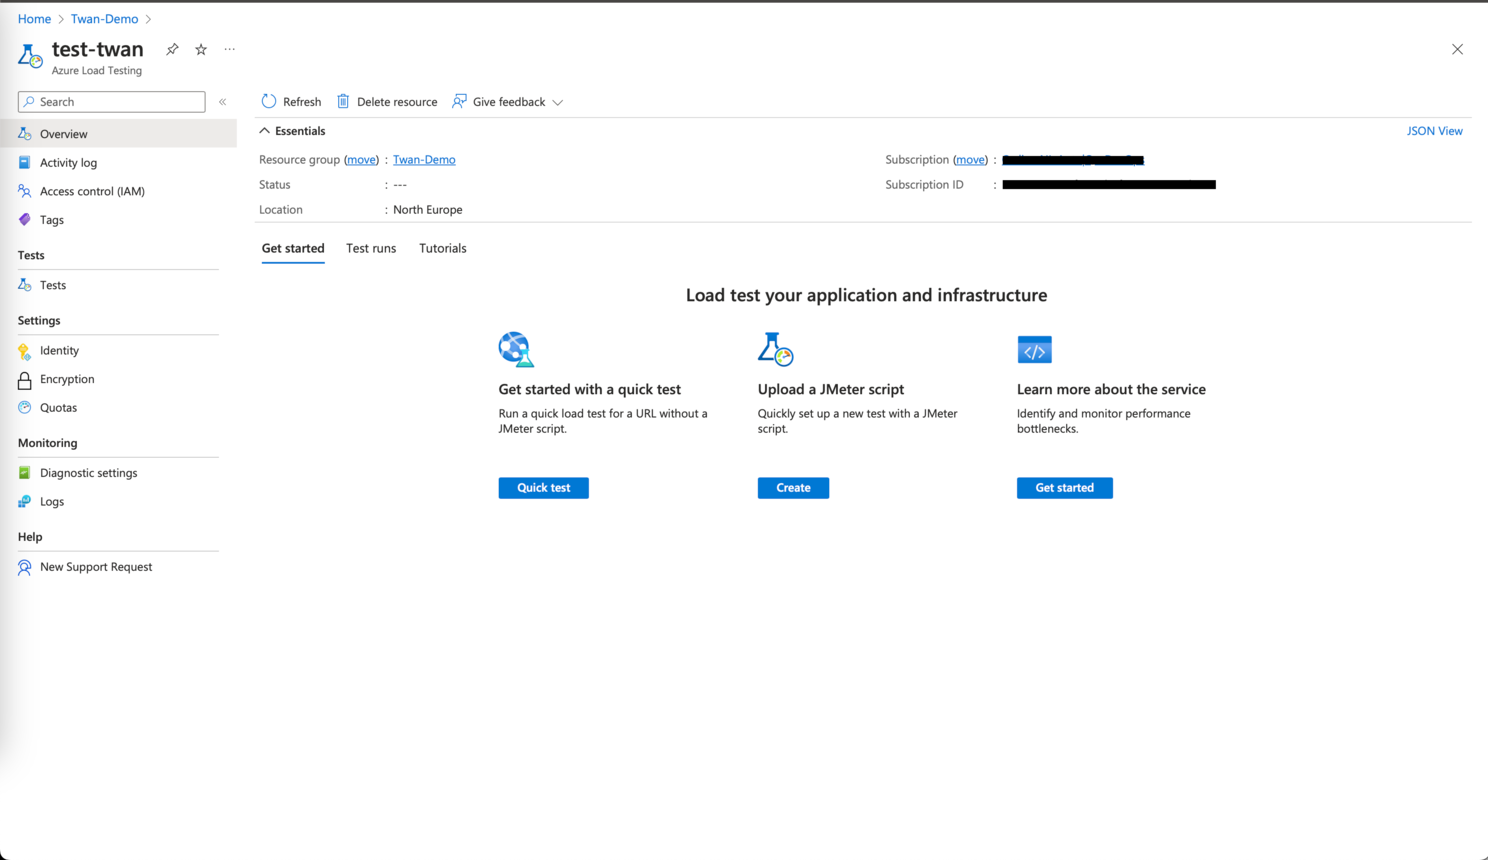 Home > Twan-Demo >
test-twan
Azure Load Testing
Search
«
Refresh Delete resource Give feedback
Overview
Activity log
Access control (IAM)
Tags
Tests
Tests
Settings
Identity
Encryption
Quotas
Monitoring
Diagnostic settings
Logs
Help
New Support Request
Essentials
JSON View
Resource group (move) : Twan-Demo
Status : ---
Location : North Europe
Subscription (move) :
Subscription ID :
Get started Test runs Tutorials
Load test your application and infrastructure
Get started with a quick test
Run a quick load test for a URL without a
JMeter script.
Quick test
Upload a JMeter script
Quickly set up a new test with a JMeter
script.
Create
Learn more about the service
Identify and monitor performance
bottlenecks.
Get started